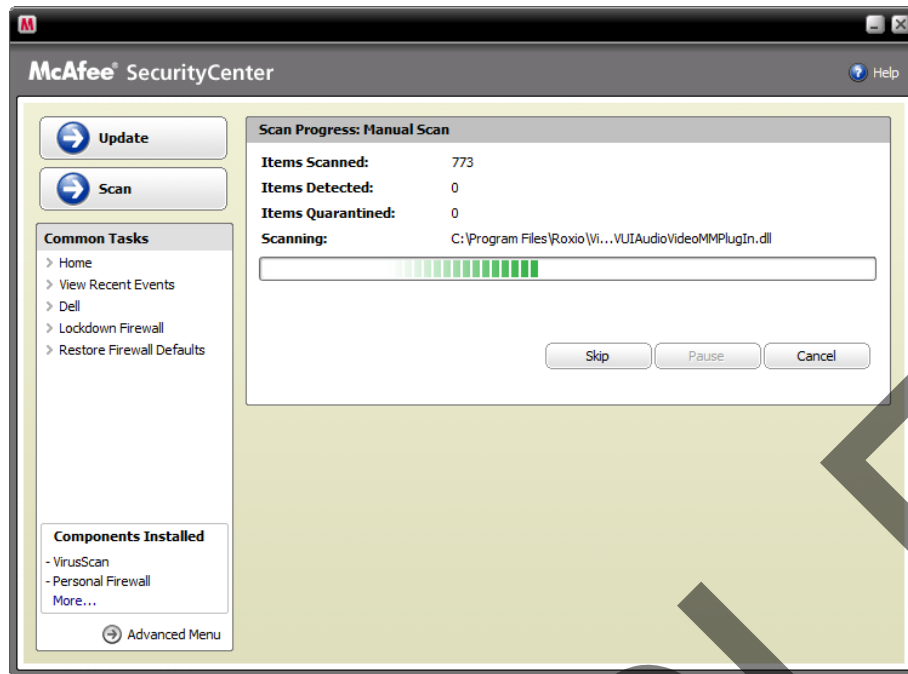 McAfee® SecurityCenter
Help
Update
Scan
Common Tasks
> Home
> View Recent Events
> Dell
> Lockdown Firewall
> Restore Firewall Defaults
Components Installed
- VirusScan
- Personal Firewall
More...
Advanced Menu
Scan Progress: Manual Scan
Items Scanned: 773
Items Detected: 0
Items Quarantined: 0
Scanning: C:\Program Files\Roxio\Vi...VUIAudioVideoMMPlugIn.dll
Skip Pause Cancel